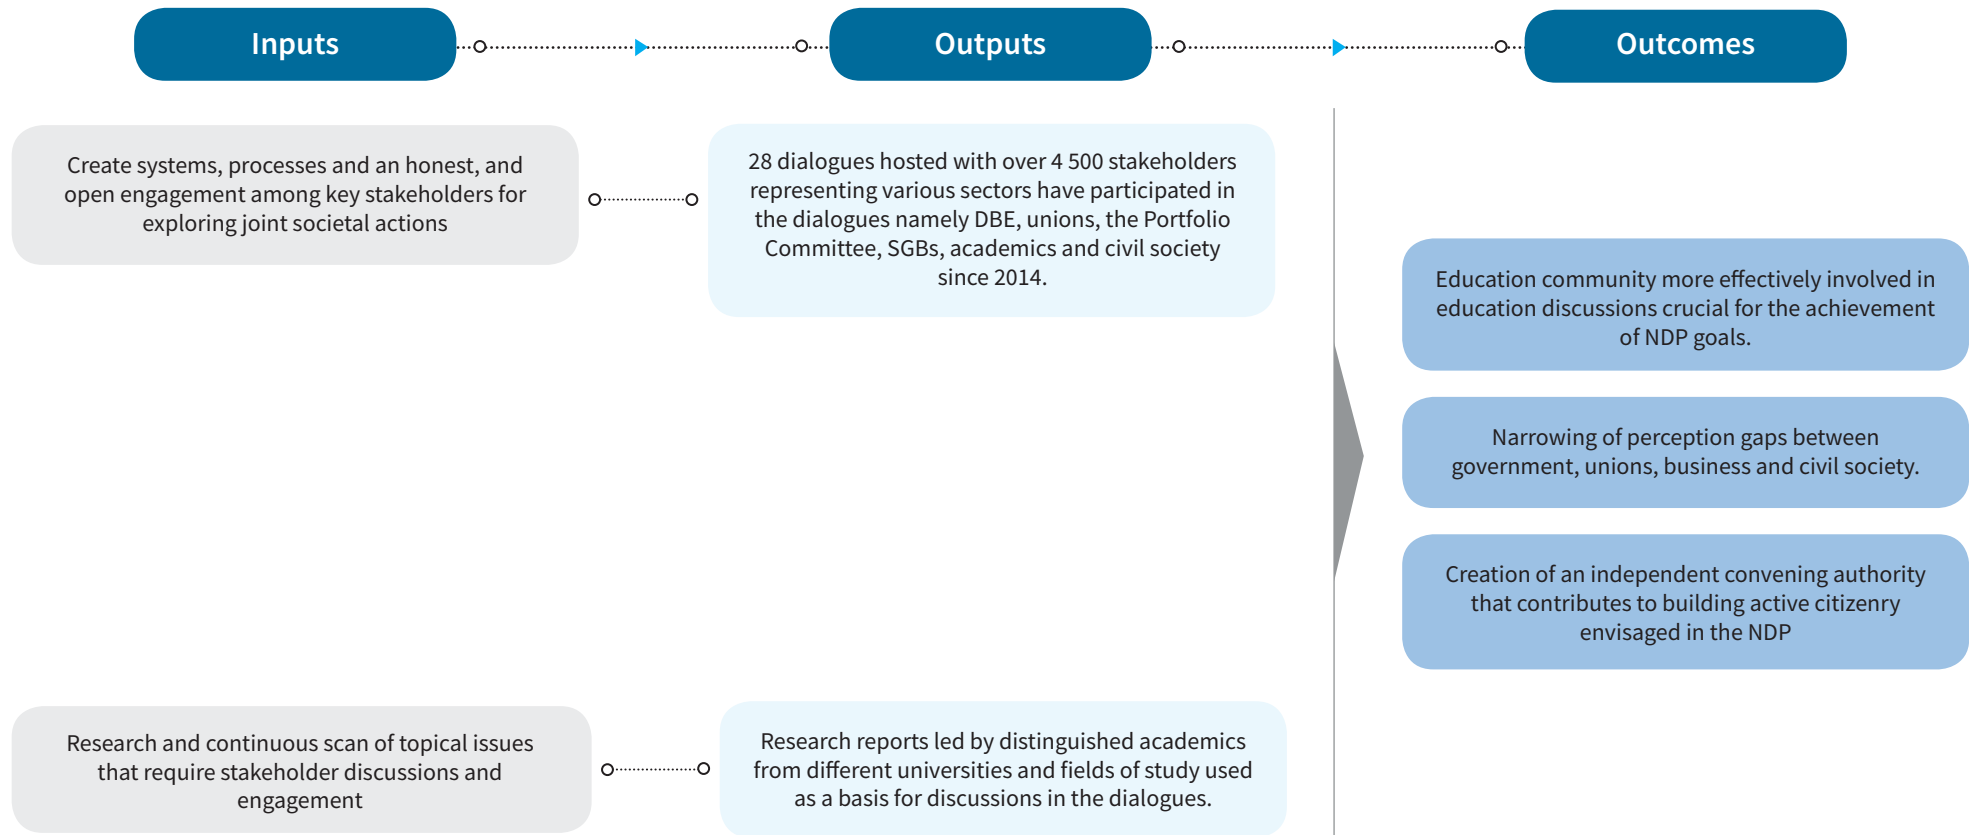 Inputs
Outputs
Outcomes
Create systems, processes and an honest, and
open engagement among key stakeholders for
exploring joint societal actions
28 dialogues hosted with over 4 500 stakeholders
representing various sectors have participated in
the dialogues namely DBE, unions, the Portfolio
Committee, SGBs, academics and civil society
since 2014.
Education community more effectively involved in
education discussions crucial for the achievement
of NDP goals.
Narrowing of perception gaps between
government, unions, business and civil society.
Creation of an independent convening authority
that contributes to building active citizenry
envisaged in the NDP
Research and continuous scan of topical issues
that require stakeholder discussions and
engagement
Research reports led by distinguished academics
from different universities and fields of study used
as a basis for discussions in the dialogues.